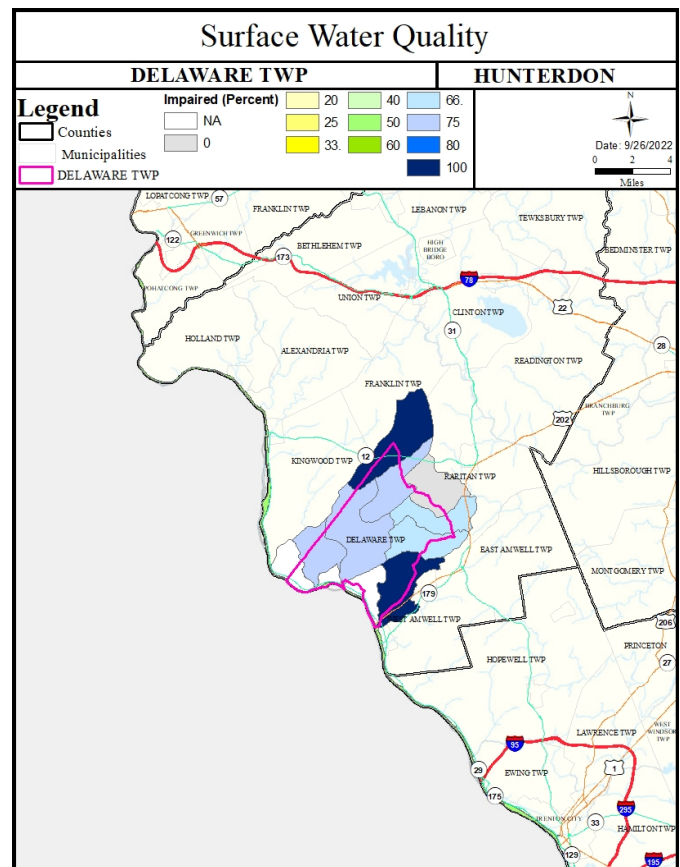 Surface Water Quality
DELAWARE TWP
HUNTERDON
Legend
Counties
Municipalities
DELAWARE TWP
Impaired (Percent)
NA
0
20
25
33.
40
50
60
66.
75
80
100
N
Date: 9/26/2022
0 2 4
Miles
LOPATCONG TWP
57
FRANKLIN TWP
LEBANON TWP
TEWKSBURY TWP
122
GREENWICH TWP
BETHLEHEM TWP
HIGH
BRIDGE
BORO
BEDMINSTER TWP
173
78
POHATCONG TWP
UNION TWP
CLINTON TWP
22
31
HOLLAND TWP
ALEXANDRIA TWP
28
READINGTON TWP
FRANKLIN TWP
BRANCHBURG
TWP
202
12
KINGWOOD TWP
HILLSBOROUGH TWP
RARITAN TWP
DELAWARE TWP
EAST AMWELL TWP
MONTGOMERY TWP
179
AMWELL TWP
206
PRINCETON
HOPEWELL TWP
27
WEST
WINDSOR
TWP
LAWRENCE TWP
95
29
EWING TWP
1
175
295
TRENTON CITY
33
HAMILTON TWP
129
195